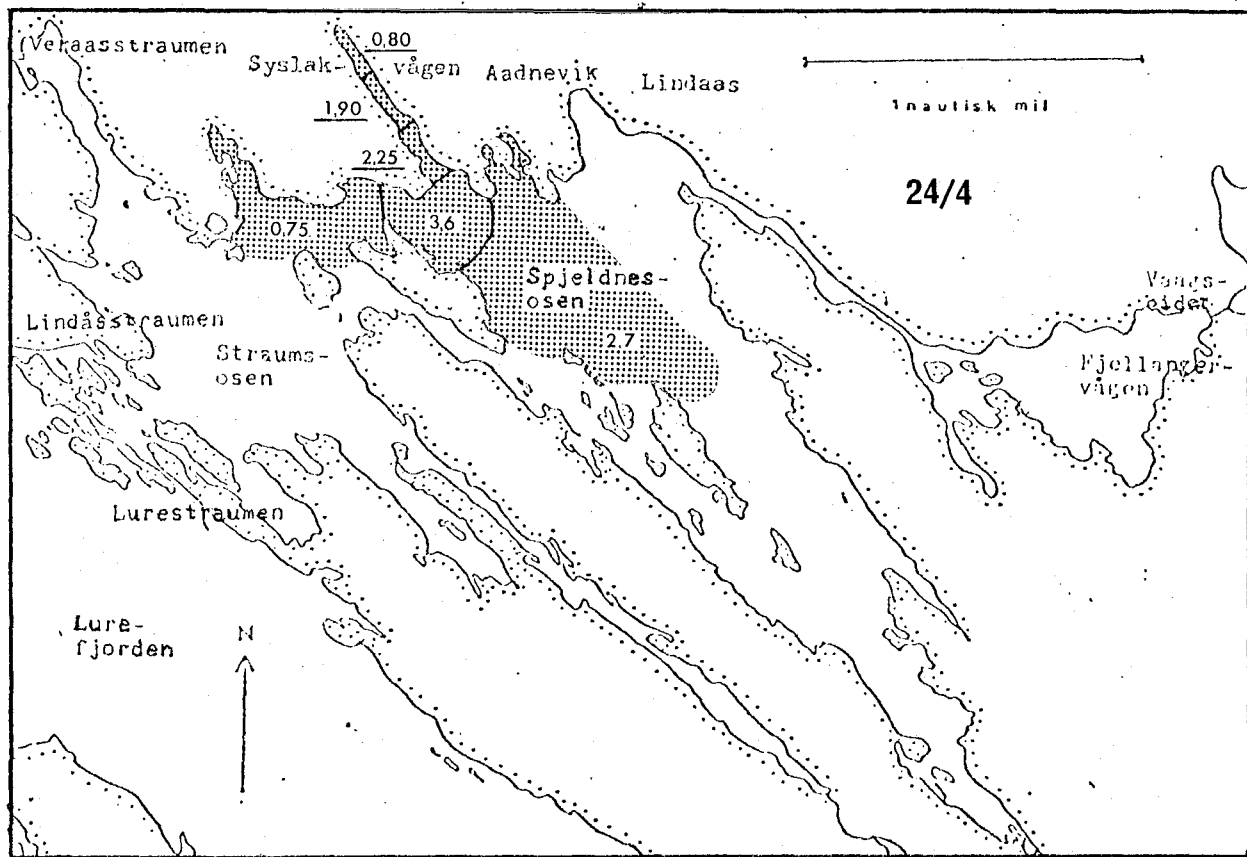 Veraasstraumen
0,80
Syslak-
vågen
Aadnevik
Lindaas
1 nautisk mil
1,90
2,25
24/4
0,75
3,6
Spjeldnes-
osen
2,7
Vangs-
eidet
Fjellanger-
vågen
Lindåsstraumen
Straums-
osen
Lurestraumen
Lure-
fjorden
N